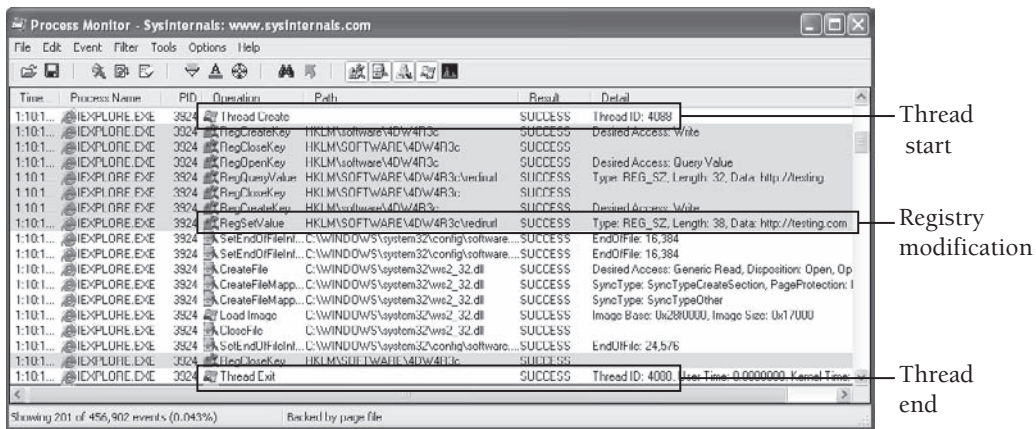 Process Monitor - Sysinternals: www.sysinternals.com
File Edit Event Filter Tools Options Help
Time... Process Name PID Operation Path Result Detail
1:10:1... IEXPLORE.EXE 3924 Thread Create SUCCESS Thread ID: 4088
Thread start
1:10:1... IEXPLORE.EXE 3924 RegCreateKey HKLM\software\4DW4R3c SUCCESS Desired Access: Write
1:10:1... IEXPLORE.EXE 3924 RegCloseKey HKLM\SOFTWARE\4DW4R3c SUCCESS
1:10:1... IEXPLORE.EXE 3924 RegOpenKey HKLM\software\4DW4R3c SUCCESS Desired Access: Query Value
1:10:1... IEXPLORE.EXE 3924 RegQueryValue HKLM\SOFTWARE\4DW4R3c\vedirurl SUCCESS Type: REG_SZ, Length: 32, Data: http://testing
1:10:1... IEXPLORE.EXE 3924 RegCloseKey HKLM\SOFTWARE\4DW4R3c SUCCESS
1:10:1... IEXPLORE.EXE 3924 RegCreateKey HKLM\software\4DW4R3c SUCCESS Desired Access: Write
1:10:1... IEXPLORE.EXE 3924 RegSetValue HKLM\SOFTWARE\4DW4R3c\vedirurl SUCCESS Type: REG_SZ, Length: 38, Data: http://testing.com
Registry modification
1:10:1... IEXPLORE.EXE 3924 SetEndOfFileInf... C:\WINDOWS\system32\config\software.... SUCCESS EndOfFile: 16,384
1:10:1... IEXPLORE.EXE 3924 SetEndOfFileInf... C:\WINDOWS\system32\config\software.... SUCCESS EndOfFile: 16,384
1:10:1... IEXPLORE.EXE 3924 CreateFile C:\WINDOWS\system32\ws2_32.dll SUCCESS Desired Access: Generic Read, Disposition: Open, Op
1:10:1... IEXPLORE.EXE 3924 CreateFileMapp... C:\WINDOWS\system32\ws2_32.dll SUCCESS SyncType: SyncTypeCreateSection, PageProtection:
1:10:1... IEXPLORE.EXE 3924 CreateFileMapp... C:\WINDOWS\system32\ws2_32.dll SUCCESS SyncType: SyncTypeOther
1:10:1... IEXPLORE.EXE 3924 Load Image C:\WINDOWS\system32\ws2_32.dll SUCCESS Image Base: 0x28f0000, Image Size: 0x17000
1:10:1... IEXPLORE.EXE 3924 CloseFile C:\WINDOWS\system32\ws2_32.dll SUCCESS
1:10:1... IEXPLORE.EXE 3924 SetEndOfFileInf... C:\WINDOWS\system32\config\software.... SUCCESS EndOfFile: 24,576
1:10:1... IEXPLORE.EXE 3924 RegCloseKey HKLM\SOFTWARE\4DW4R3c SUCCESS
1:10:1... IEXPLORE.EXE 3924 Thread Exit SUCCESS Thread ID: User Time: 0.0000000, Kernel Time:
Thread end
Showing 201 of 456,902 events (0.043%) Backed by page file